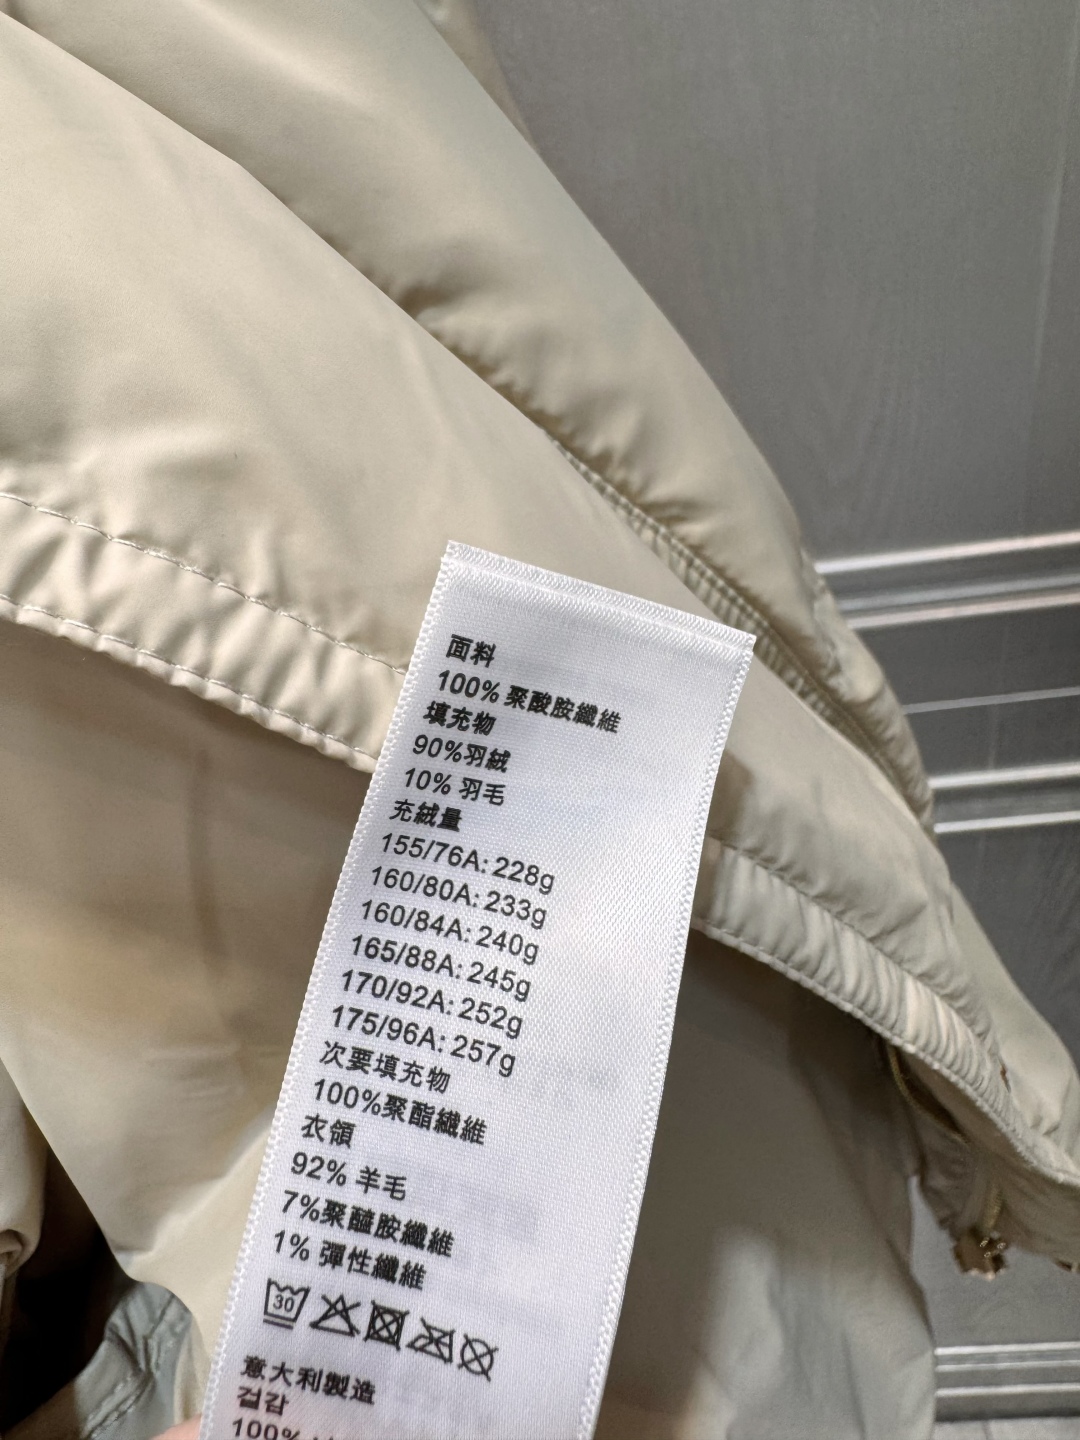 面料
100% 聚酸胺纖維
填充物
90%羽絨
10% 羽毛
充絨量
155/76A: 228g
160/80A: 233g
160/84A: 240g
165/88A: 245g
170/92A: 252g
175/96A: 257g
次要填充物
100%聚酯纖維
衣領
92% 羊毛
7%聚醯胺纖維
1% 彈性纖維
30
意大利製造
겉감
100%